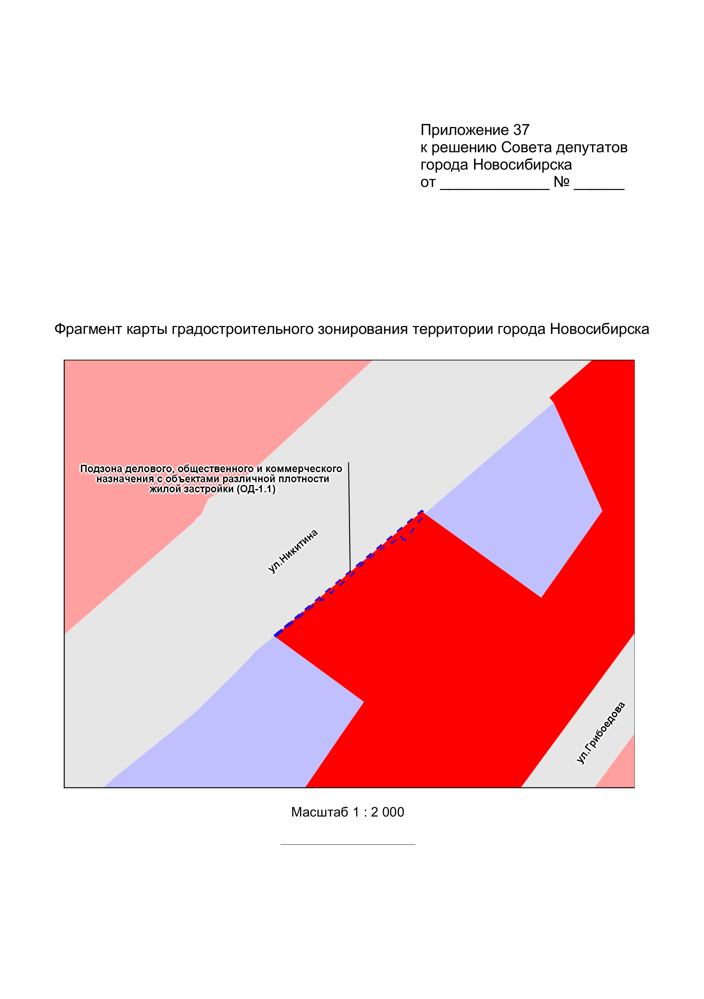 Приложение 37
к решению Совета депутатов
города Новосибирска
от _____________ № ______
Фрагмент карты градостроительного зонирования территории города Новосибирска
Подзона делового, общественного и коммерческого
назначения с объектами различной плотности
жилой застройки (ОД-1.1)
ул.Никитина
ул.Грибоедова
Масштаб 1 : 2 000